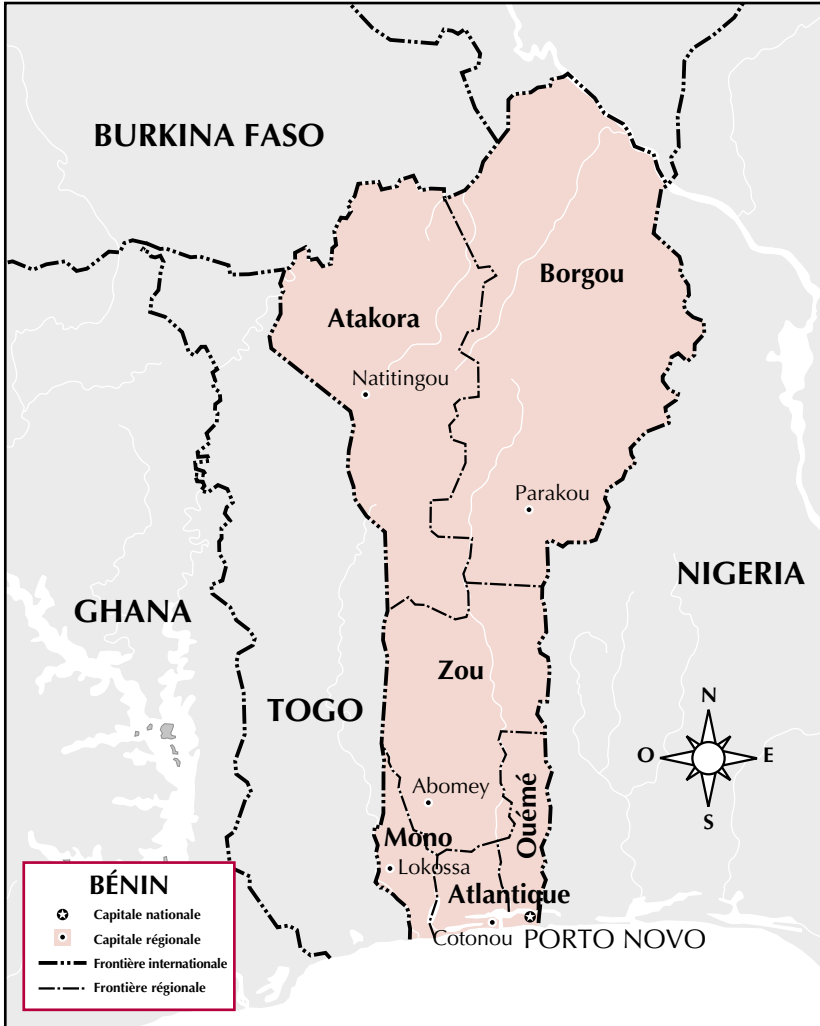 BURKINA FASO
Borgou
Atakora
Natitingou
Parakou
NIGERIA
GHANA
Zou
TOGO
N
O
E
S
Abomey
Ouémé
Mono
Lokossa
Atlantique
Cotonou
PORTO NOVO
BÉNIN
Capitale nationale
Capitale régionale
Frontière internationale
Frontière régionale